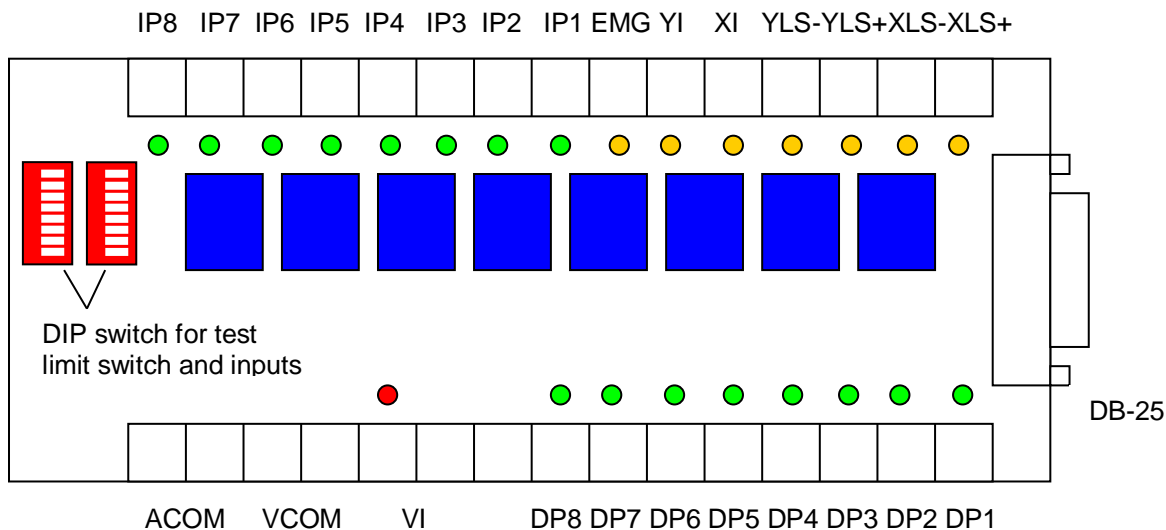 IP8 IP7 IP6 IP5 IP4 IP3 IP2 IP1 EMG YI XI YLS-YLS+XLS-XLS+
DIP switch for test
limit switch and inputs
DB-25
ACOM VCOM VI DP8 DP7 DP6 DP5 DP4 DP3 DP2 DP1